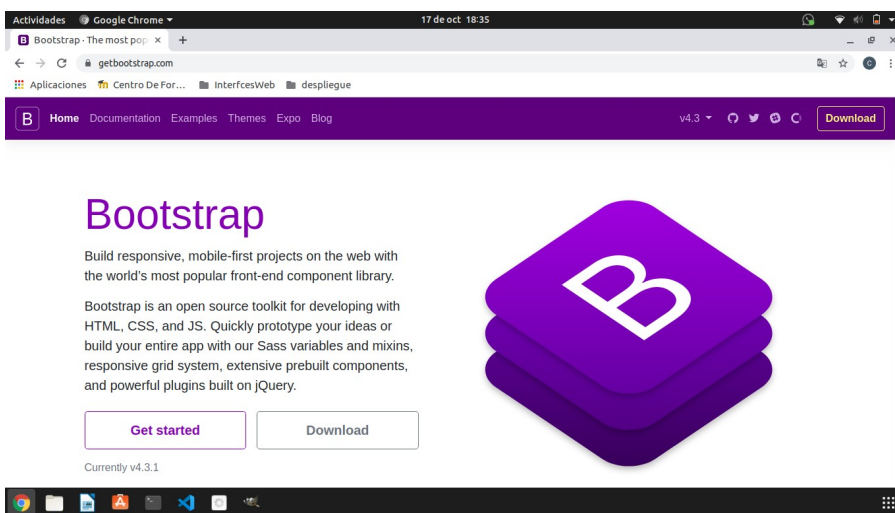 Actividades Google Chrome 17 de oct 18:35
Bootstrap · The most pop
getbootstrap.com
Aplicaciones Centro De For... InterfcesWeb despliegue
B Home Documentation Examples Themes Expo Blog v4.3 Download
Bootstrap
Build responsive, mobile-first projects on the web with
the world's most popular front-end component library.
Bootstrap is an open source toolkit for developing with
HTML, CSS, and JS. Quickly prototype your ideas or
build your entire app with our Sass variables and mixins,
responsive grid system, extensive prebuilt components,
and powerful plugins built on jQuery.
Get started Download
Currently v4.3.1
B